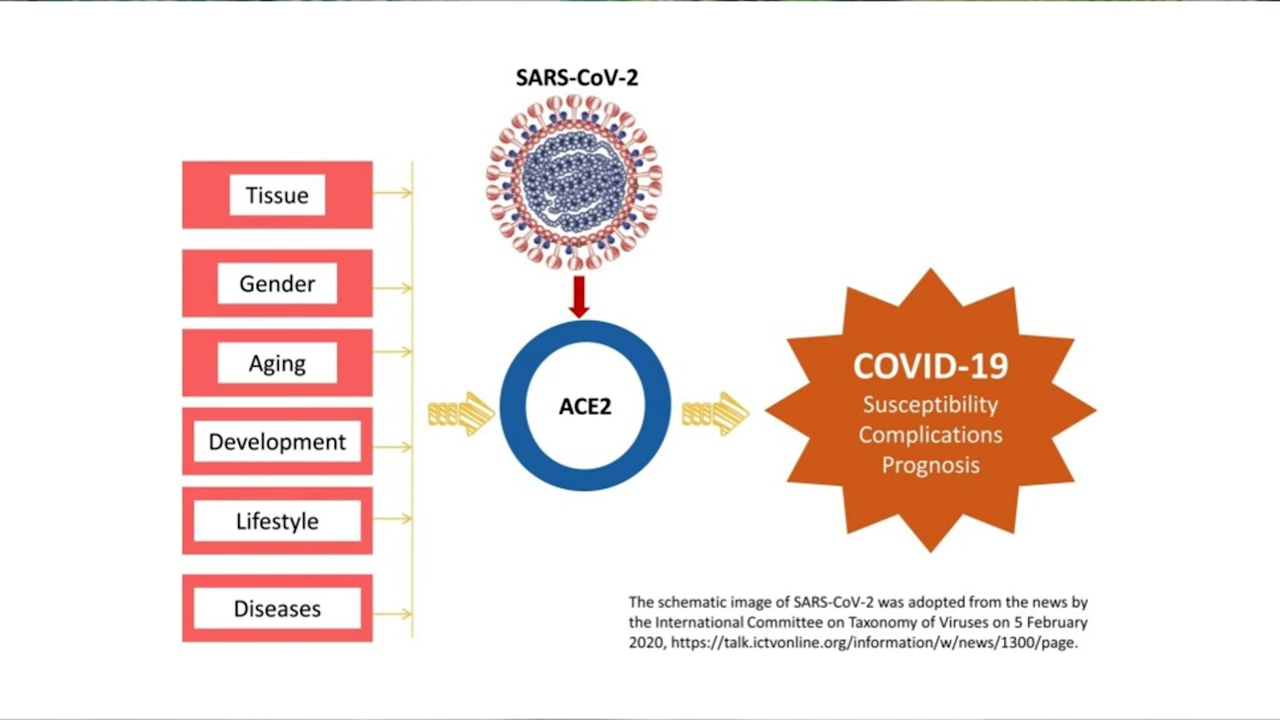 SARS-CoV-2
Tissue
Gender
Aging
Development
Lifestyle
Diseases
ACE2
COVID-19
Susceptibility
Complications
Prognosis
The schematic image of SARS-CoV-2 was adopted from the news by
the International Committee on Taxonomy of Viruses on 5 February
2020, https://talk.ictvonline.org/information/w/news/1300/page.